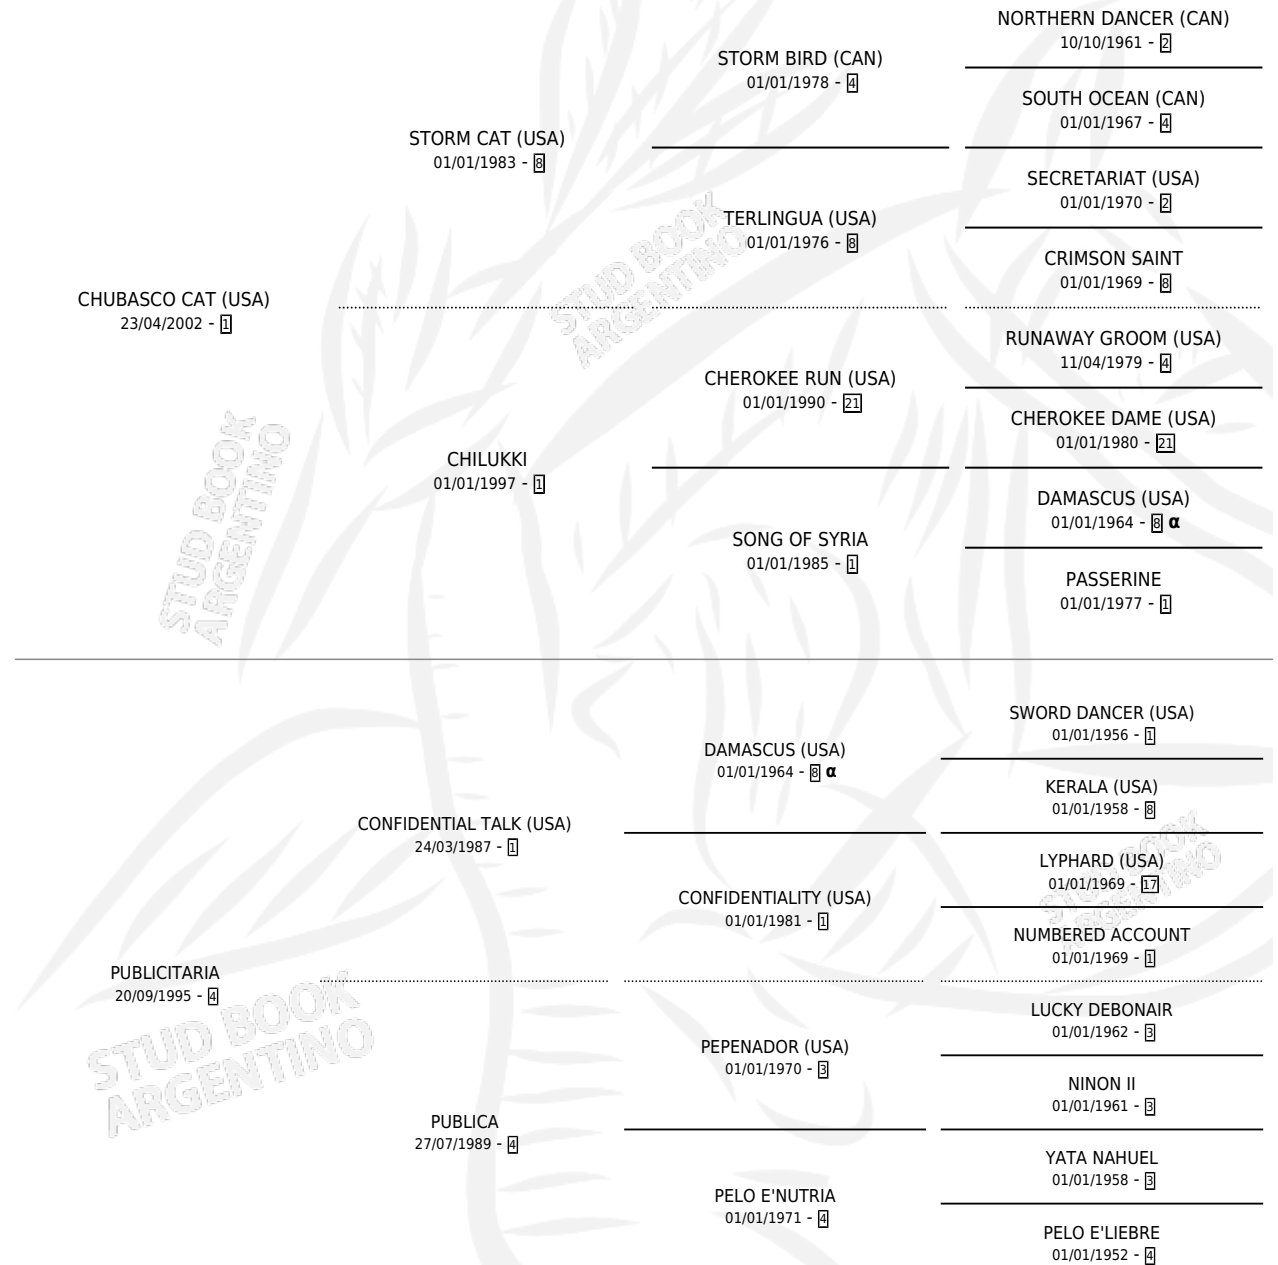 NORTHERN DANCER (CAN)
10/10/1961 - 2
STORM BIRD (CAN)
01/01/1978 - 4
SOUTH OCEAN (CAN)
01/01/1967 - 4
STORM CAT (USA)
01/01/1983 - 8
SECRETARIAT (USA)
01/01/1970 - 2
TERLINGUA (USA)
01/01/1976 - 8
CRIMSON SAINT
01/01/1969 - 8
CHUBASCO CAT (USA)
23/04/2002 - 1
RUNAWAY GROOM (USA)
11/04/1979 - 4
CHEROKEE RUN (USA)
01/01/1990 - 21
CHEROKEE DAME (USA)
01/01/1980 - 21
CHILUKKI
01/01/1997 - 1
DAMASCUS (USA)
01/01/1964 - 8 α
SONG OF SYRIA
01/01/1985 - 1
PASSERINE
01/01/1977 - 1
SWORD DANCER (USA)
01/01/1956 - 1
DAMASCUS (USA)
01/01/1964 - 8 α
KERALA (USA)
01/01/1958 - 8
CONFIDENTIAL TALK (USA)
24/03/1987 - 1
LYPHARD (USA)
01/01/1969 - 17
CONFIDENTIALITY (USA)
01/01/1981 - 1
NUMBERED ACCOUNT
01/01/1969 - 1
PUBLICITARIA
20/09/1995 - 4
LUCKY DEBONAIR
01/01/1962 - 3
PEPENADOR (USA)
01/01/1970 - 3
NINON II
01/01/1961 - 3
PUBLICA
27/07/1989 - 4
YATA NAHUEL
01/01/1958 - 3
PELO E'NUTRIA
01/01/1971 - 4
PELO E'LIEBRE
01/01/1952 - 4
STUD BOOK
ARGENTINO
STUD BOOK
ARGENTINO
STUD BOOK
ARGENTINO
STUD BOOK
ARGENTINO